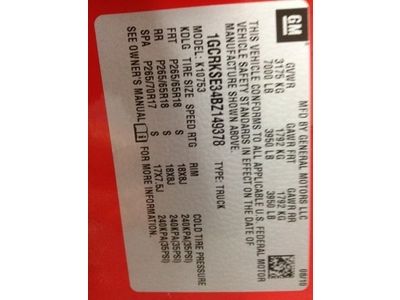 GM
MFD BY GENERAL MOTORS LLC 08/10
GVWR GAWR FRT GAWR RR
3175 KG 1792 KG 1792 KG
7000 LB 3950 LB 3950 LB
THIS VEHICLE CONFORMS TO ALL APPLICABLE U.S. FEDERAL MOTOR
VEHICLE SAFETY STANDARDS IN EFFECT ON THE DATE OF
MANUFACTURE SHOWN ABOVE.
1GCRKSE34BZ149378 TYPE: TRUCK
MODEL: K10753
KDLG TIRE SIZE SPEED RTG RIM COLD TIRE PRESSURE
FRT P265/65R18 S 18X8J 240KPA(35PSI)
RR P265/65R18 S 18X8J 240KPA(35PSI)
SPA P265/70R17 S 17X7.5J 240KPA(35PSI)
SEE OWNER'S MANUAL FOR MORE INFORMATION.